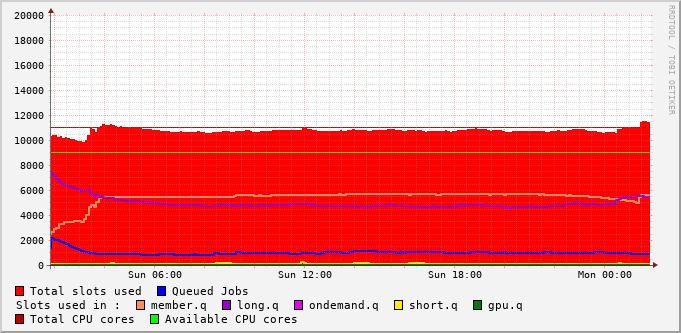 RRDTOOL / TOBI OETIKER
20000
18000
16000
14000
12000
10000
8000
6000
4000
2000
0
Sun 06:00 Sun 12:00 Sun 18:00 Mon 00:00
Total slots used Queued Jobs
Slots used in : member.q long.q ondemand.q short.q gpu.q
Total CPU cores Available CPU cores